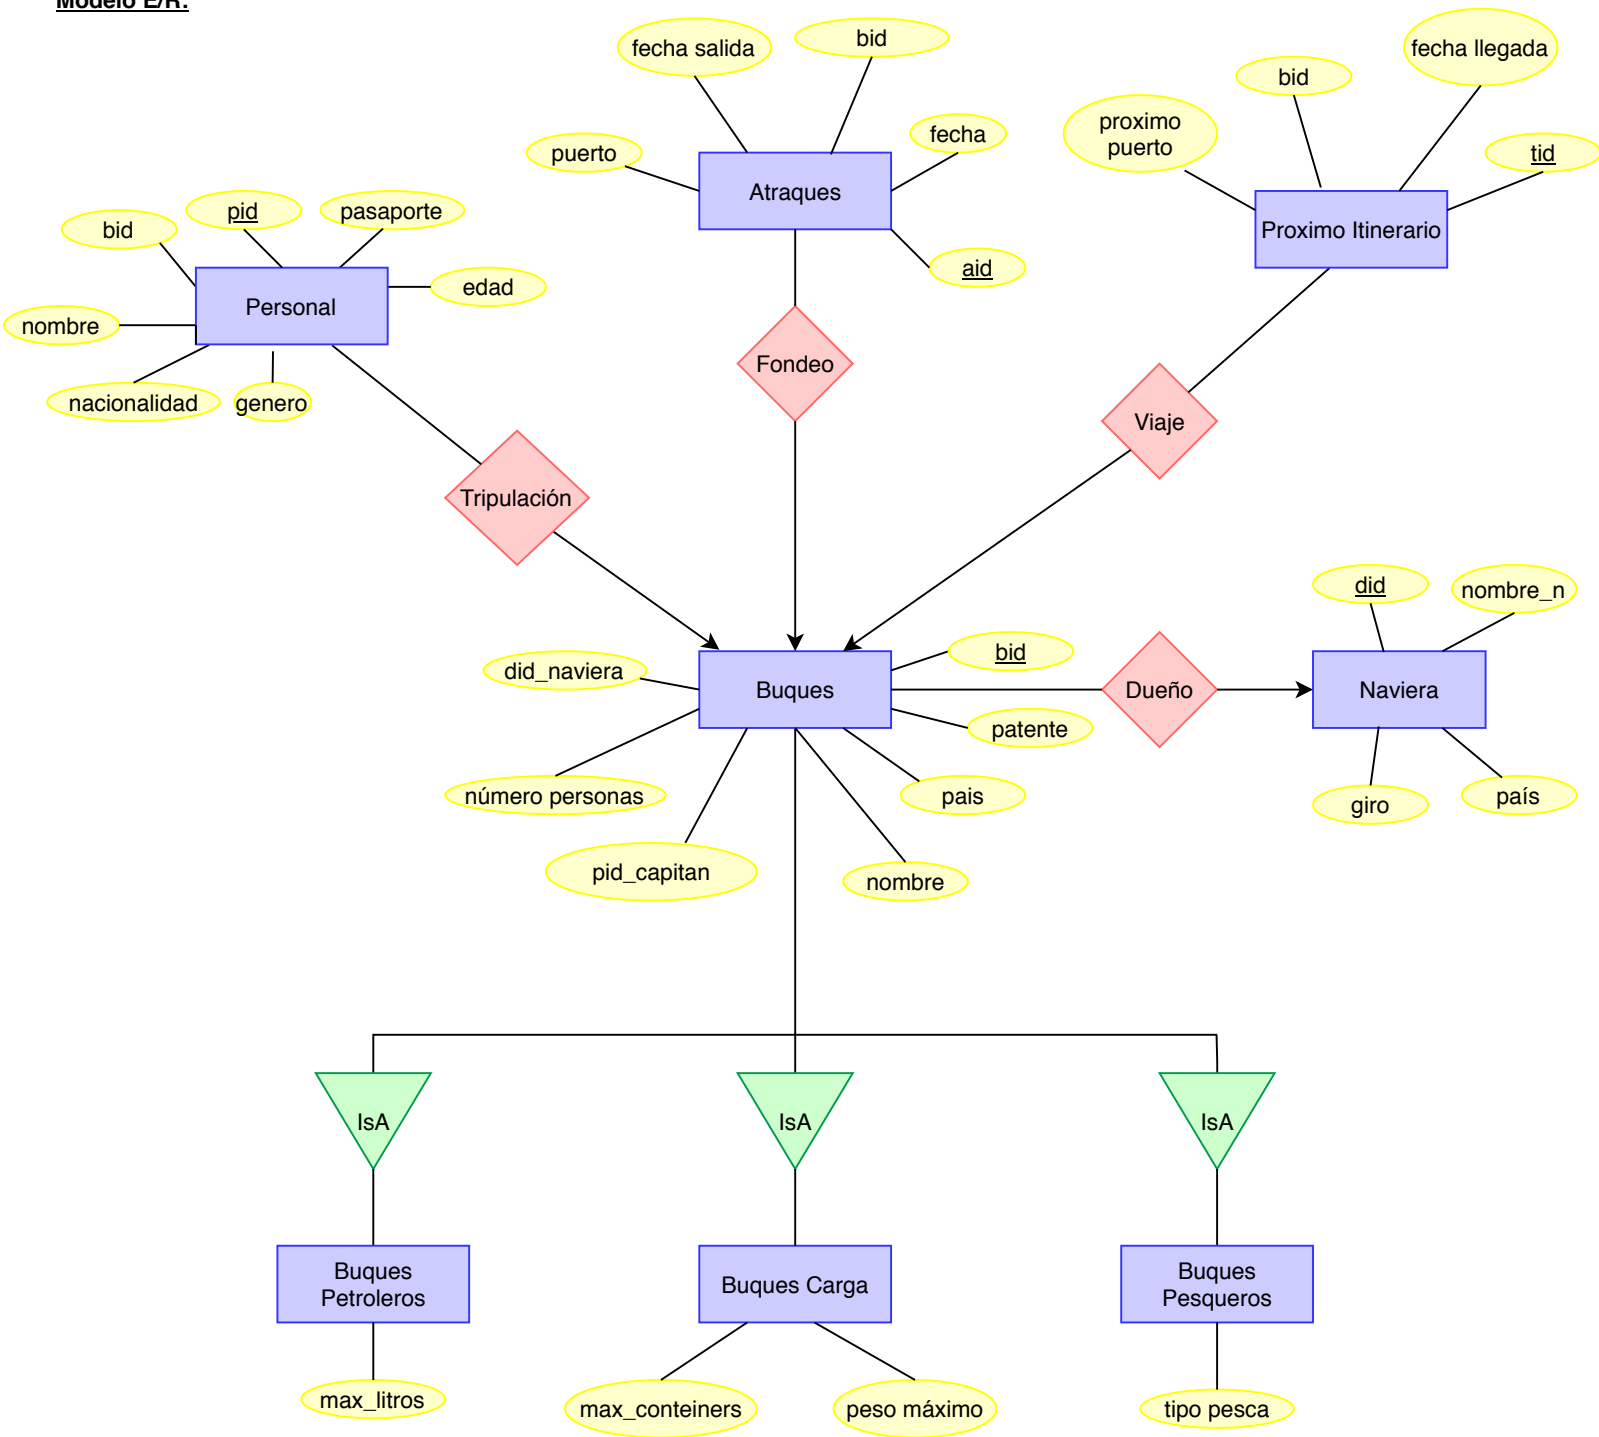 Modelo E/R:
fecha salida
bid
fecha llegada
bid
proximo
puerto
fecha
tid
puerto
Atraques
pid
pasaporte
bid
Proximo Itinerario
aid
edad
Personal
nombre
Fondeo
nacionalidad
genero
Viaje
Tripulación
did
nombre_n
bid
did_naviera
Buques
Dueño
Naviera
patente
número personas
pais
país
giro
pid_capitan
nombre
IsA
IsA
IsA
Buques
Petroleros
Buques Carga
Buques
Pesqueros
max_litros
max_conteiners
peso máximo
tipo pesca